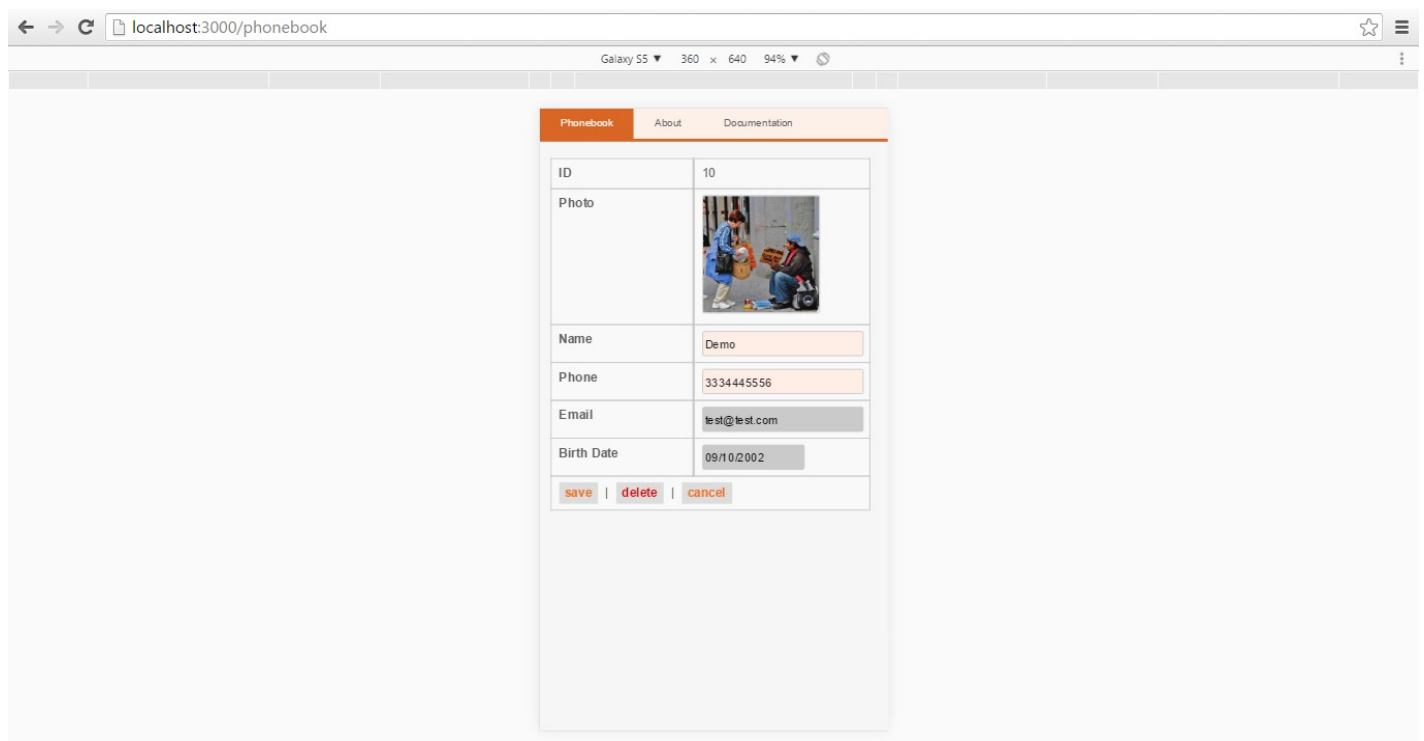 localhost:3000/phonebook
Galaxy S5 ▼ 360 × 640 94% ▼
Phonebook About Documentation
ID 10
Photo
Name Demo
Phone 3334445556
Email test@test.com
Birth Date 09/10/2002
save | delete | cancel